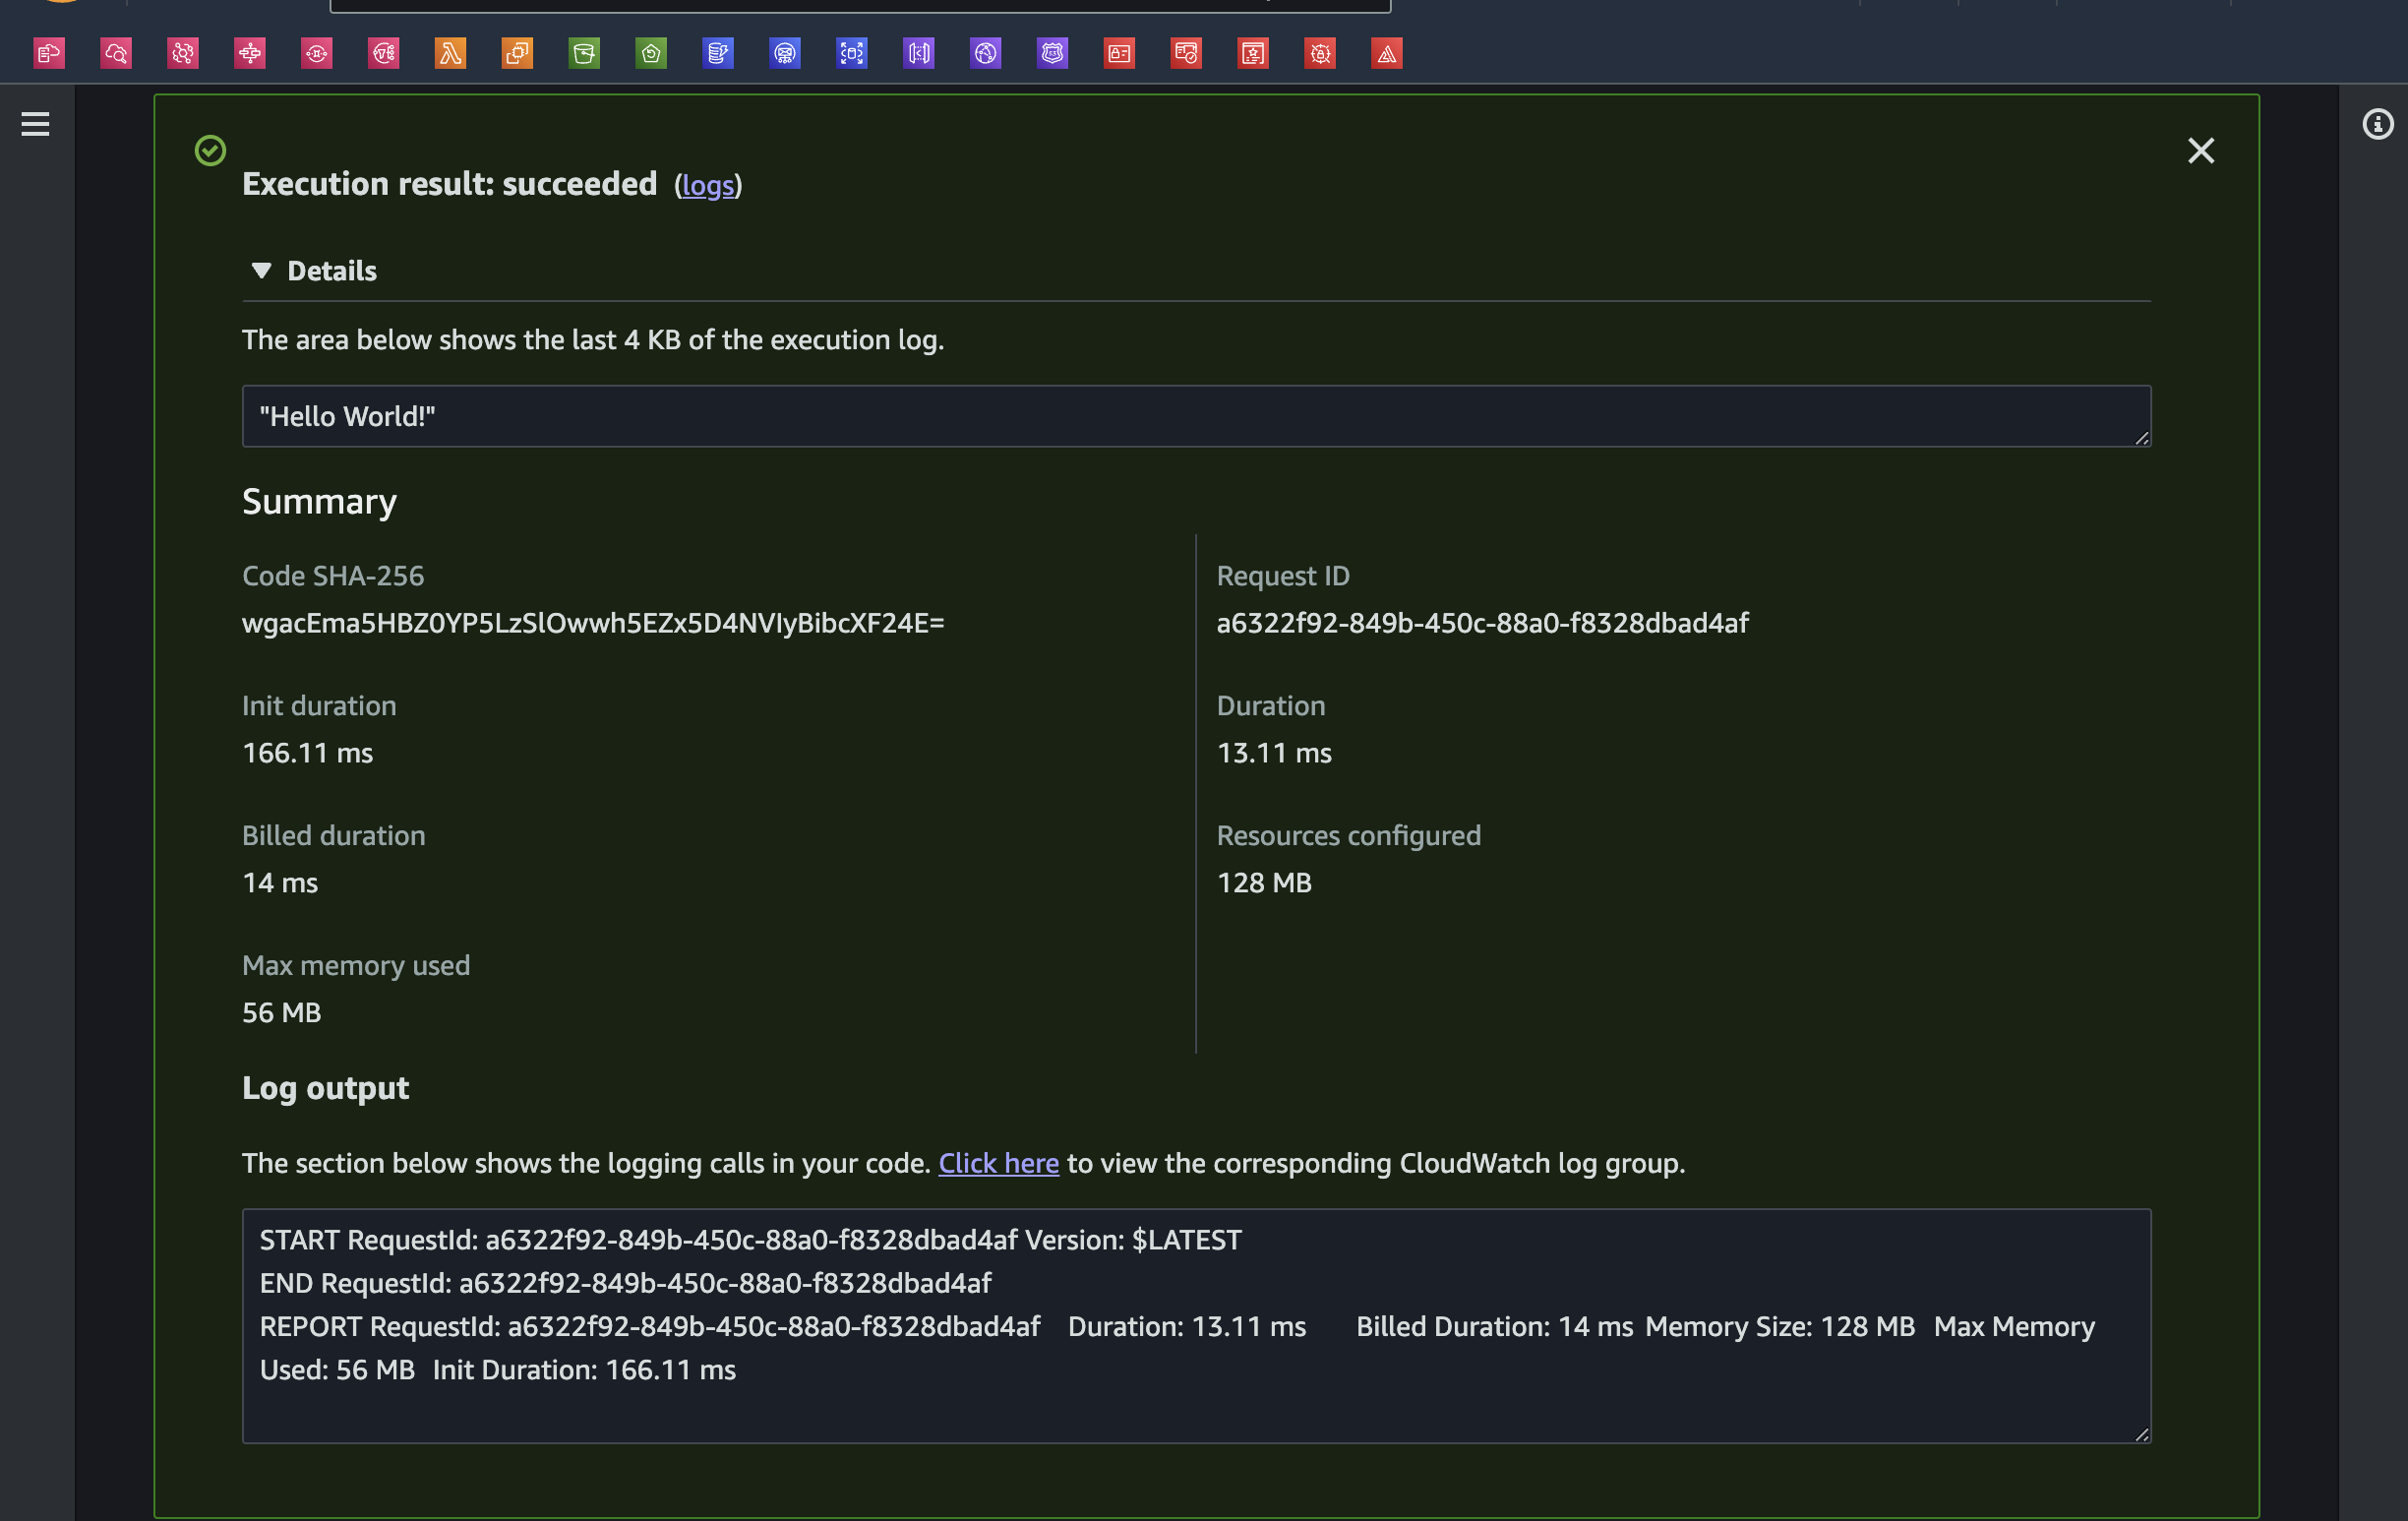 Execution result: succeeded (logs)
Details
The area below shows the last 4 KB of the execution log.
"Hello World!"
Summary
Code SHA-256
wgacEma5HBZ0YP5LzSlOwwh5EZx5D4NVIyBibcXF24E=
Request ID
a6322f92-849b-450c-88a0-f8328dbad4af
Init duration
166.11 ms
Duration
13.11 ms
Billed duration
14 ms
Resources configured
128 MB
Max memory used
56 MB
Log output
The section below shows the logging calls in your code. Click here to view the corresponding CloudWatch log group.
START RequestId: a6322f92-849b-450c-88a0-f8328dbad4af Version: $LATEST
END RequestId: a6322f92-849b-450c-88a0-f8328dbad4af
REPORT RequestId: a6322f92-849b-450c-88a0-f8328dbad4af Duration: 13.11 ms Billed Duration: 14 ms Memory Size: 128 MB Max Memory
Used: 56 MB Init Duration: 166.11 ms